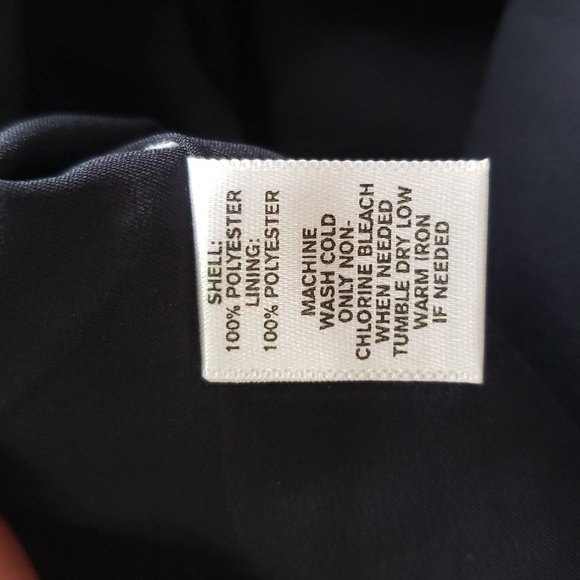 SHELL:
100% POLYESTER
LINING:
100% POLYESTER
MACHINE
WASH COLD
ONLY NON-
CHLORINE BLEACH
WHEN NEEDED
TUMBLE DRY LOW
WARM IRON
IF NEEDED